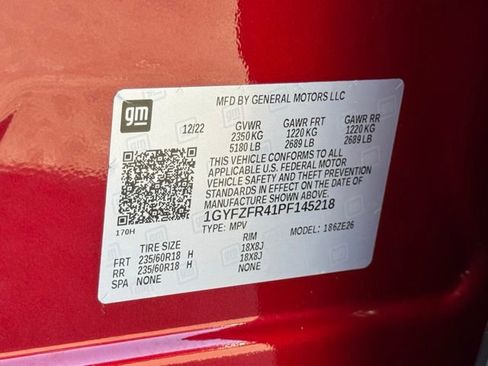 gm
MFD BY GENERAL MOTORS LLC
12/22 GVWR GAWR FRT GAWR RR
2350KG 1220 KG 1220 KG
5180 LB 2689 LB 2689 LB
THIS VEHICLE CONFORMS TO ALL
APPLICABLE U.S. FEDERAL MOTOR
VEHICLE SAFETY AND BUMPER
STANDARDS IN EFFECT ON THE DATE
OF MANUFACTURE SHOWN ABOVE.
1GYFZFR41PF145218
170H TYPE: MPV MODEL: 186ZE26
TIRE SIZE RIM
FRT 235/60R18 H 18X8J
RR 235/60R18 H 18X8J
SPA NONE NONE